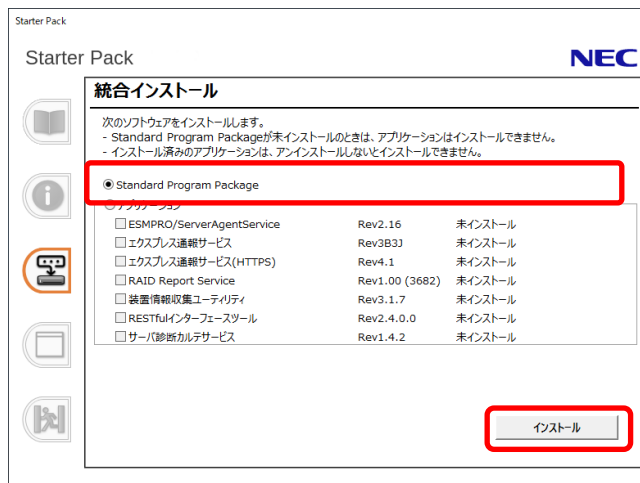 Starter Pack
Starter Pack
NEC
統合インストール
次のソフトウェアをインストールします。
- Standard Program Packageが未インストールのときは、アプリケーションはインストールできません。
- インストール済みのアプリケーションは、アンインストールしないとインストールできません。
Standard Program Package
アプリケーション
ESMPRO/ServerAgentService Rev2.16 未インストール
エクスプレス通報サービス Rev3B3J 未インストール
エクスプレス通報サービス(HTTPS) Rev4.1 未インストール
RAID Report Service Rev1.00 (3682) 未インストール
装置情報収集ユーティリティ Rev3.1.7 未インストール
RESTfulインターフェースツール Rev2.4.0.0 未インストール
サーバ診断カルテサービス Rev1.4.2 未インストール
インストール